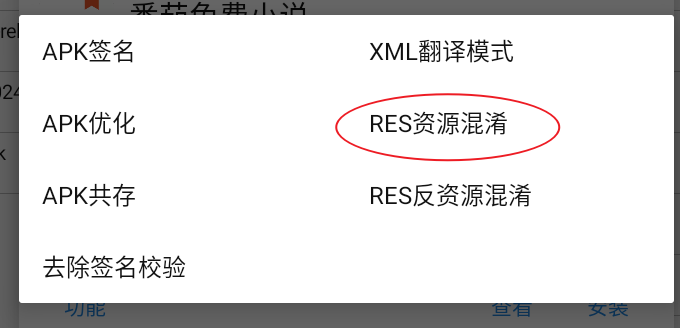 番茄免费小说
APK签名
XML翻译模式
APK优化
RES资源混淆
APK共存
RES反资源混淆
去除签名校验
功能
查看
安装